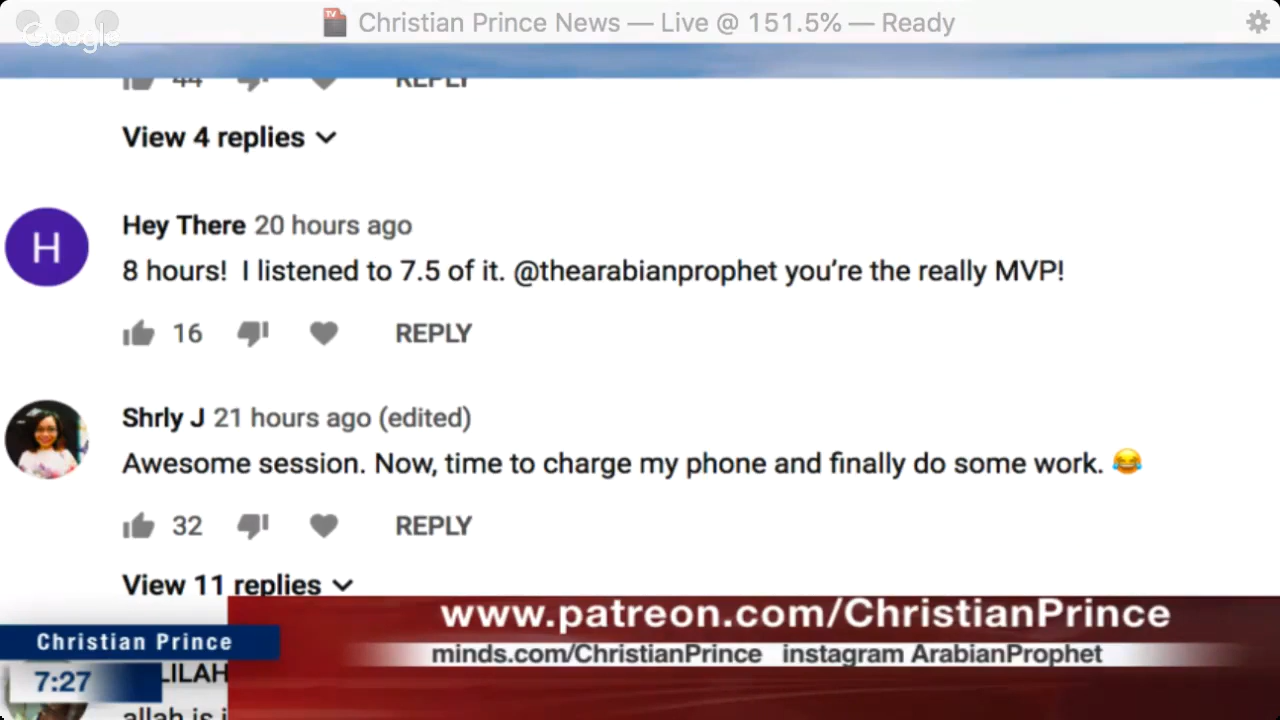 Christian Prince News — Live @ 151.5% — Ready
Google
44 REPLY
View 4 replies
H
Hey There 20 hours ago
8 hours! I listened to 7.5 of it. @thearabianprophet you’re the really MVP!
16 REPLY
Shrly J 21 hours ago (edited)
Awesome session. Now, time to charge my phone and finally do some work. 😂
32 REPLY
View 11 replies
www.patreon.com/ChristianPrince
Christian Prince
minds.com/ChristianPrince instagram ArabianProphet
7:27
allah is